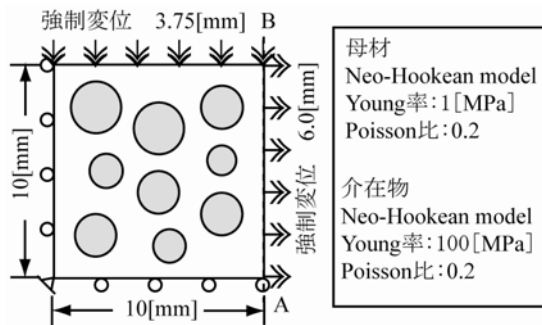 強制変位 3.75[mm] B
10[mm]
6.0[mm]
強制変位
10[mm]
A
母材
Neo-Hookean model
Young率:1[MPa]
Poisson比:0.2
介在物
Neo-Hookean model
Young率:100[MPa]
Poisson比:0.2